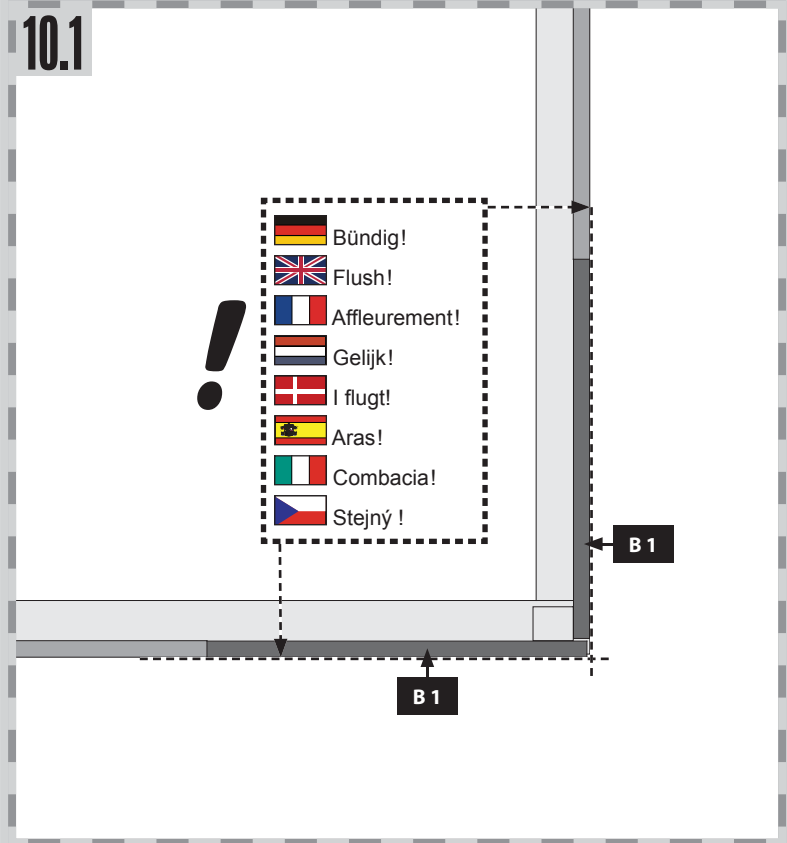 10.1
Bündig!
Flush!
Affleurement!
Gelijk!
I flugt!
Aras!
Combacia!
Stejný !
!
B 1
B 1